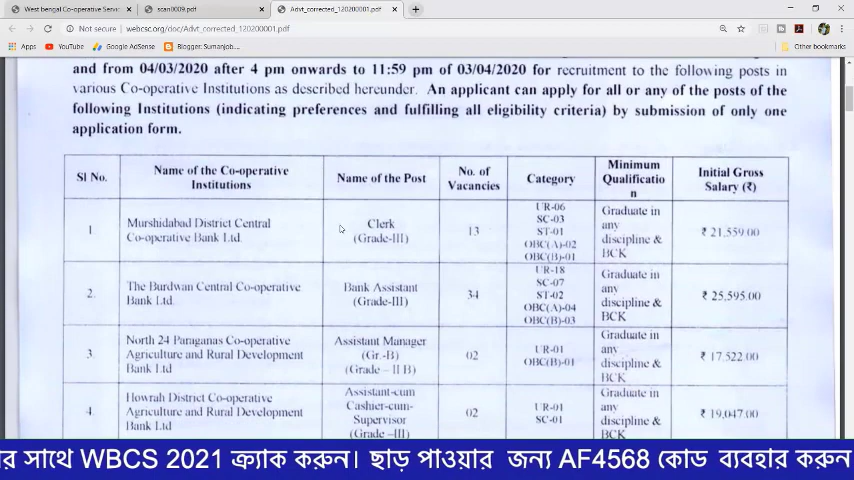 West bengal Co-operative Servic
scan0009.pdf
Advt_corrected_120200001.pdf
Not secure | webcsc.org/doc/Advt_corrected_120200001.pdf
Apps YouTube Google AdSense Blogger: Sumanjob.... Other bookmarks
and from 04/03/2020 after 4 pm onwards to 11:59 pm of 03/04/2020 for recruitment to the following posts in
various Co-operative Institutions as described hereunder. An applicant can apply for all or any of the posts of the
following Institutions (indicating preferences and fulfilling all eligibility criteria) by submission of only one
application form.
Sl No.
Name of the Co-operative
Institutions
Name of the Post
No. of
Vacancies
Category
Minimum
Qualificatio
n
Initial Gross
Salary (₹)
1.
Murshidabad District Central
Co-operative Bank Ltd.
Clerk
(Grade-III)
13
UR-06
SC-03
ST-01
OBC(A)-02
OBC(B)-01
Graduate in
any
discipline &
BCK
₹ 21,559.00
2.
The Burdwan Central Co-operative
Bank Ltd.
Bank Assistant
(Grade-III)
34
UR-18
SC-07
ST-02
OBC(A)-04
OBC(B)-03
Graduate in
any
discipline &
BCK
₹ 25,595.00
3.
North 24 Paraganas Co-operative
Agriculture and Rural Development
Bank Ltd
Assistant Manager
(Gr.-B)
(Grade – II B)
02
UR-01
OBC(B)-01
Graduate in
any
discipline &
BCK
₹ 17,522.00
4.
Howrah District Co-operative
Agriculture and Rural Development
Bank Ltd
Assistant-cum
Cashier-cum-
Supervisor
(Grade –III)
02
UR-01
SC-01
Graduate in
any
discipline &
BCK
₹ 19,047.00
র সাথে WBCS 2021 ক্র্যাক করুন। ছাড় পাওয়ার জন্য AF4568 কোড ব্যবহার করুন